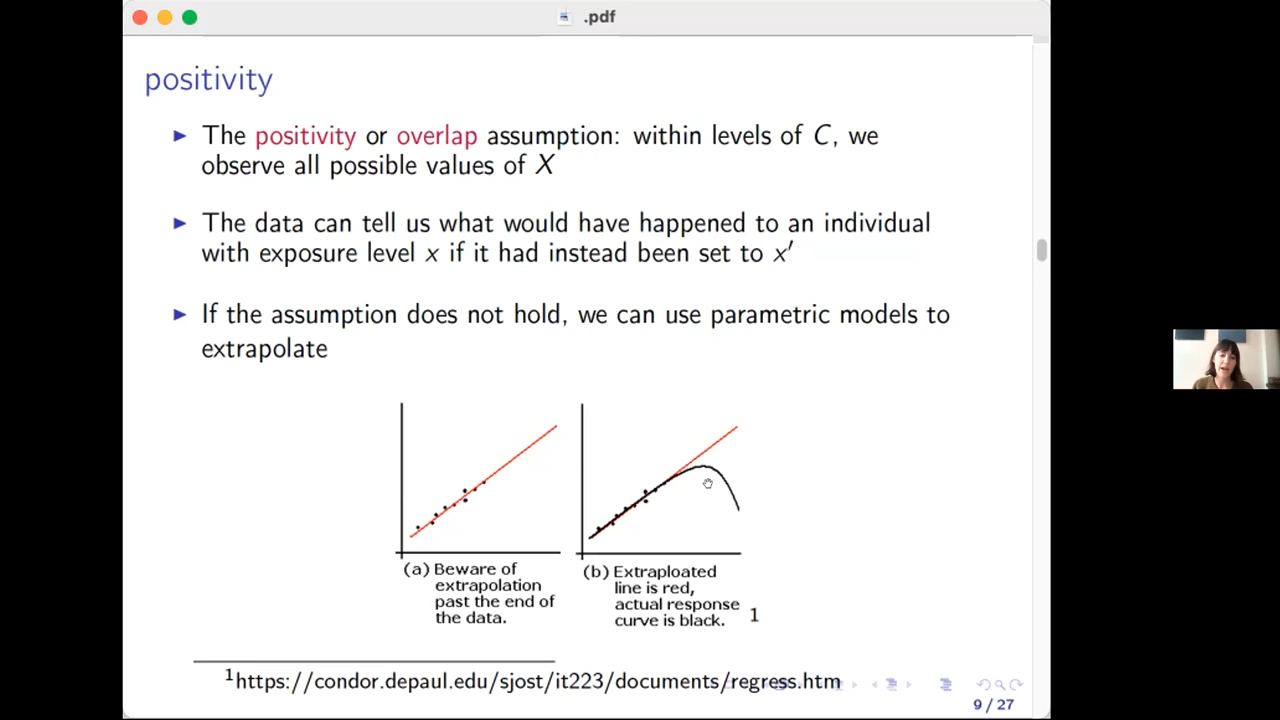 .pdf
positivity
▶ The positivity or overlap assumption: within levels of C, we
observe all possible values of X
▶ The data can tell us what would have happened to an individual
with exposure level x if it had instead been set to x′
▶ If the assumption does not hold, we can use parametric models to
extrapolate
(a) Beware of
extrapolation
past the end of
the data.
(b) Extraploated
line is red,
actual response
curve is black.
1
1https://condor.depaul.edu/sjost/it223/documents/regress.htm
9 / 27